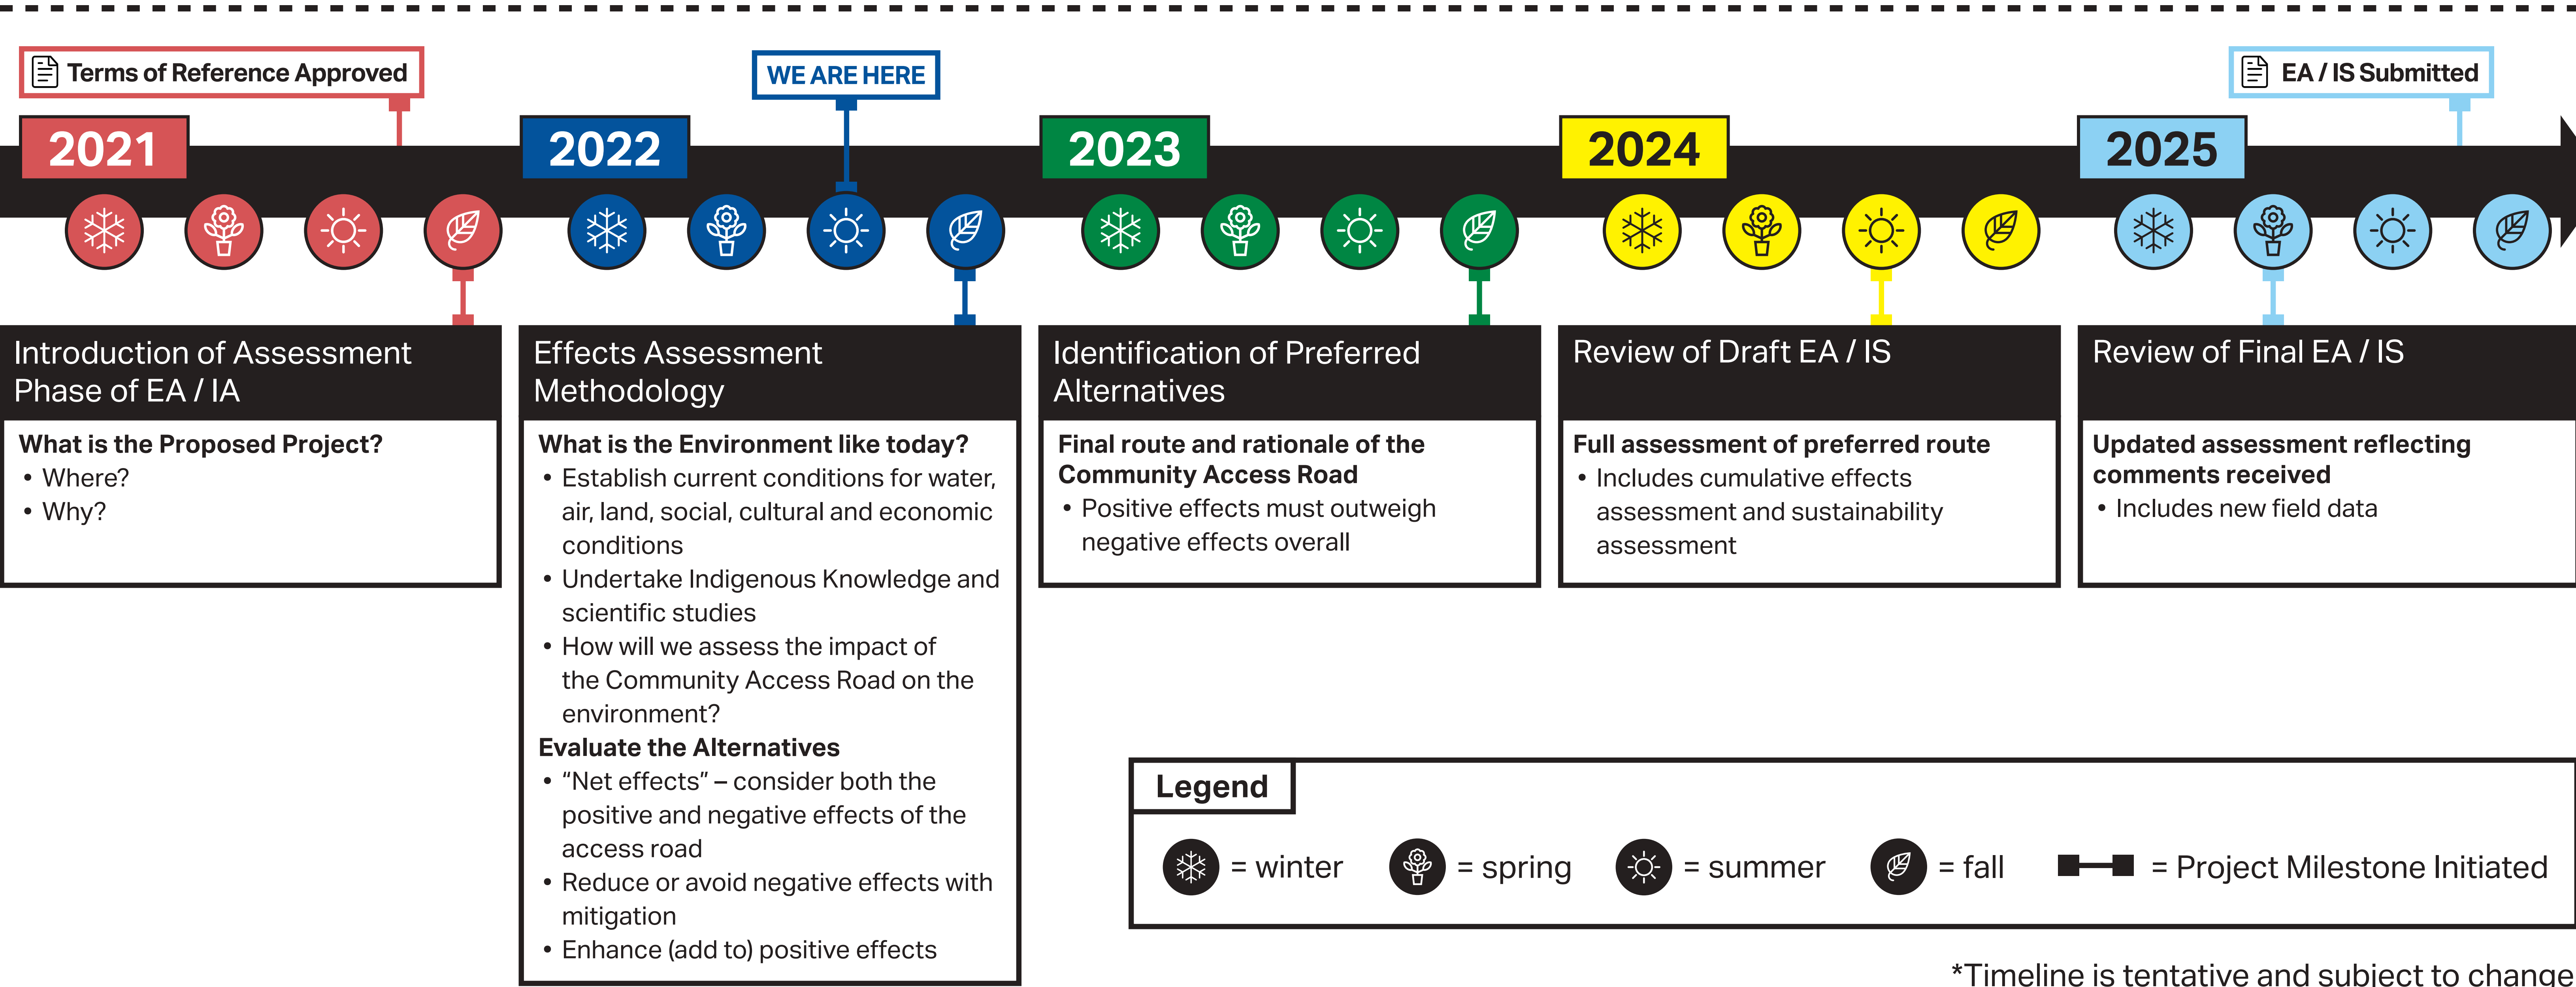 Terms of Reference Approved
WE ARE HERE
EA / IS Submitted
2021
2022
2023
2024
2025
Introduction of Assessment
Phase of EA / IA
What is the Proposed Project?
• Where?
• Why?
Effects Assessment
Methodology
What is the Environment like today?
• Establish current conditions for water,
air, land, social, cultural and economic
conditions
• Undertake Indigenous Knowledge and
scientific studies
• How will we assess the impact of
the Community Access Road on the
environment?
Evaluate the Alternatives
• “Net effects” – consider both the
positive and negative effects of the
access road
• Reduce or avoid negative effects with
mitigation
• Enhance (add to) positive effects
Identification of Preferred
Alternatives
Final route and rationale of the
Community Access Road
• Positive effects must outweigh
negative effects overall
Review of Draft EA / IS
Full assessment of preferred route
• Includes cumulative effects
assessment and sustainability
assessment
Review of Final EA / IS
Updated assessment reflecting
comments received
• Includes new field data
Legend
= winter
= spring
= summer
= fall
= Project Milestone Initiated
*Timeline is tentative and subject to change